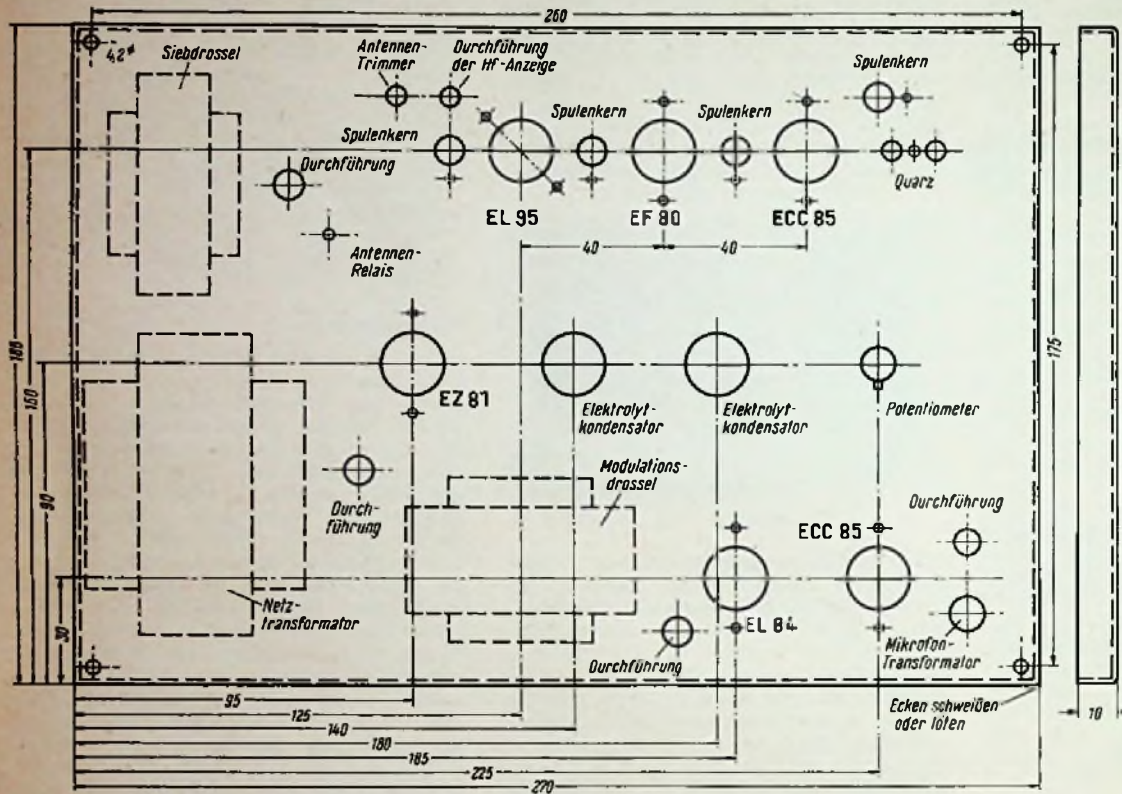 260
4,2ø
Siebdrossel
Antennen-
Trimmer
Durchführung
der Hf-Anzeige
Spulenkern
Spulenkern
Spulenkern
Spulenkern
Durchführung
Quarz
EL 95
EF 80
ECC 85
40
40
Antennen-
Relais
180
150
90
30
175
EZ 81
Elektrolyt-
kondensator
Elektrolyt-
kondensator
Potentiometer
Modulations-
drossel
Durch-
führung
ECC 85
Durchführung
Netz-
transformator
EL 84
Durchführung
Mikrofon-
Transformator
95
125
140
180
185
225
270
Ecken schweißen
oder löten
10